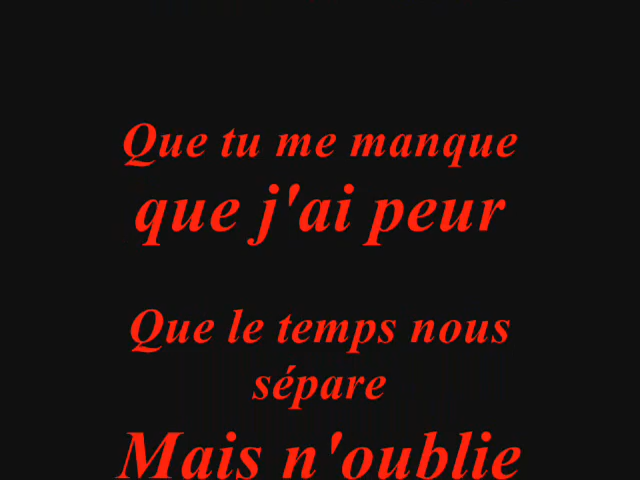 Que tu me manque
que j'ai peur
Que le temps nous
sépare
Mais n'oublie